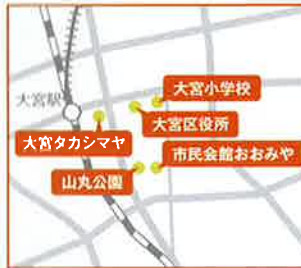 大宮駅
大宮小学校
大宮区役所
大宮タカシマヤ
市民会館おおみや
山丸公園